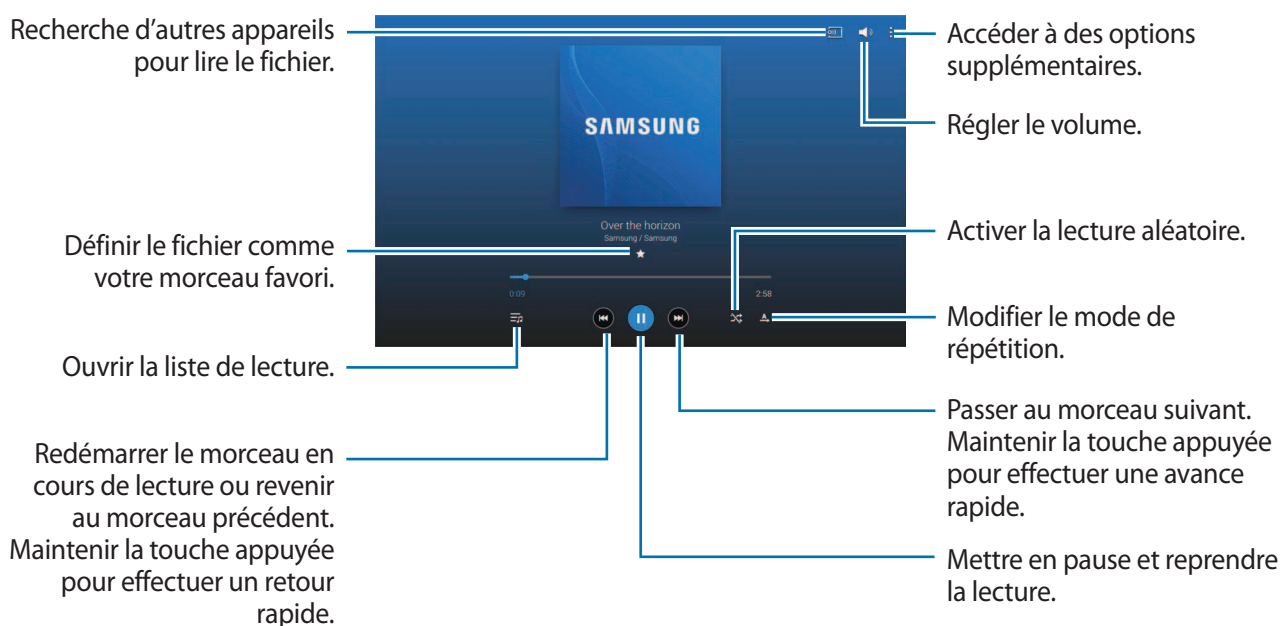 Recherche d’autres appareils
pour lire le fichier.
Accéder à des options
supplémentaires.
Régler le volume.
SAMSUNG
Over the horizon
Samsung / Samsung
Définir le fichier comme
votre morceau favori.
Activer la lecture aléatoire.
0:09
2:58
Modifier le mode de
répétition.
Ouvrir la liste de lecture.
Passer au morceau suivant.
Maintenir la touche appuyée
pour effectuer une avance
rapide.
Redémarrer le morceau en
cours de lecture ou revenir
au morceau précédent.
Maintenir la touche appuyée
pour effectuer un retour
rapide.
Mettre en pause et reprendre
la lecture.